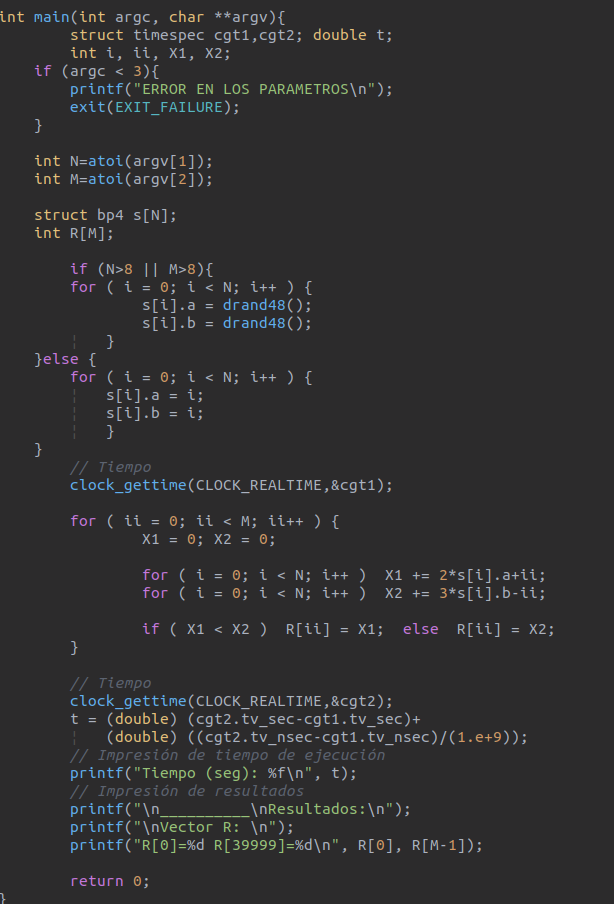 int main(int argc, char **argv){
struct timespec cgt1,cgt2; double t;
int i, ii, X1, X2;
if (argc < 3){
printf("ERROR EN LOS PARAMETROS\n");
exit(EXIT_FAILURE);
}
int N=atoi(argv[1]);
int M=atoi(argv[2]);
struct bp4 s[N];
int R[M];
if (N>8 || M>8){
for ( i = 0; i < N; i++ ) {
s[i].a = drand48();
s[i].b = drand48();
}
}else {
for ( i = 0; i < N; i++ ) {
s[i].a = i;
s[i].b = i;
}
}
// Tiempo
clock_gettime(CLOCK_REALTIME,&cgt1);
for ( ii = 0; ii < M; ii++ ) {
X1 = 0; X2 = 0;
for ( i = 0; i < N; i++ )  X1 += 2*s[i].a+ii;
for ( i = 0; i < N; i++ )  X2 += 3*s[i].b-ii;
if ( X1 < X2 )  R[ii] = X1;  else  R[ii] = X2;
}
// Tiempo
clock_gettime(CLOCK_REALTIME,&cgt2);
t = (double) (cgt2.tv_sec-cgt1.tv_sec)+
(double) ((cgt2.tv_nsec-cgt1.tv_nsec)/(1.e+9));
// Impresión de tiempo de ejecución
printf("Tiempo (seg): %f\n", t);
// Impresión de resultados
printf("\n__________\nResultados:\n");
printf("\nVector R: \n");
printf("R[0]=%d R[39999]=%d\n", R[0], R[M-1]);
return 0;
}